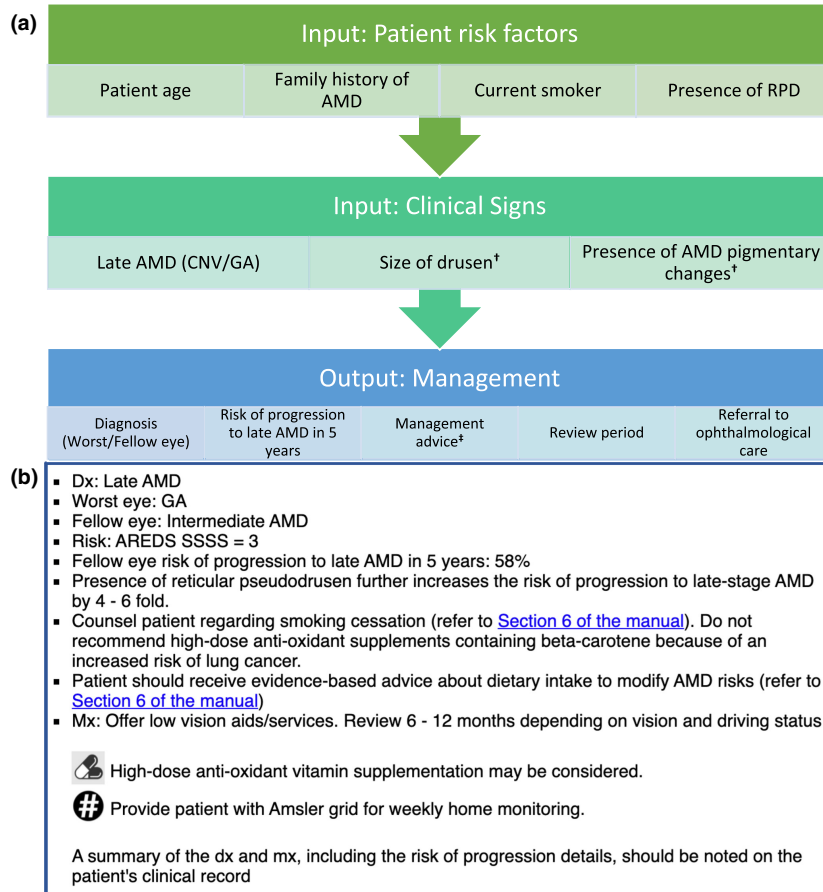 (a)
Input: Patient risk factors
Patient age
Family history of
AMD
Current smoker
Presence of RPD
Input: Clinical Signs
Late AMD (CNV/GA)
Size of drusen†
Presence of AMD pigmentary
changes†
Output: Management
Diagnosis
(Worst/Fellow eye)
Risk of progression
to late AMD in 5
years
Management
advice‡
Review period
Referral to
ophthalmological
care
(b)
▪ Dx: Late AMD
▪ Worst eye: GA
▪ Fellow eye: Intermediate AMD
▪ Risk: AREDS SSSS = 3
▪ Fellow eye risk of progression to late AMD in 5 years: 58%
▪ Presence of reticular pseudodrusen further increases the risk of progression to late-stage AMD
by 4 - 6 fold.
▪ Counsel patient regarding smoking cessation (refer to Section 6 of the manual). Do not
recommend high-dose anti-oxidant supplements containing beta-carotene because of an
increased risk of lung cancer.
▪ Patient should receive evidence-based advice about dietary intake to modify AMD risks (refer to
Section 6 of the manual)
▪ Mx: Offer low vision aids/services. Review 6 - 12 months depending on vision and driving status
High-dose anti-oxidant vitamin supplementation may be considered.
# Provide patient with Amsler grid for weekly home monitoring.
A summary of the dx and mx, including the risk of progression details, should be noted on the
patient's clinical record